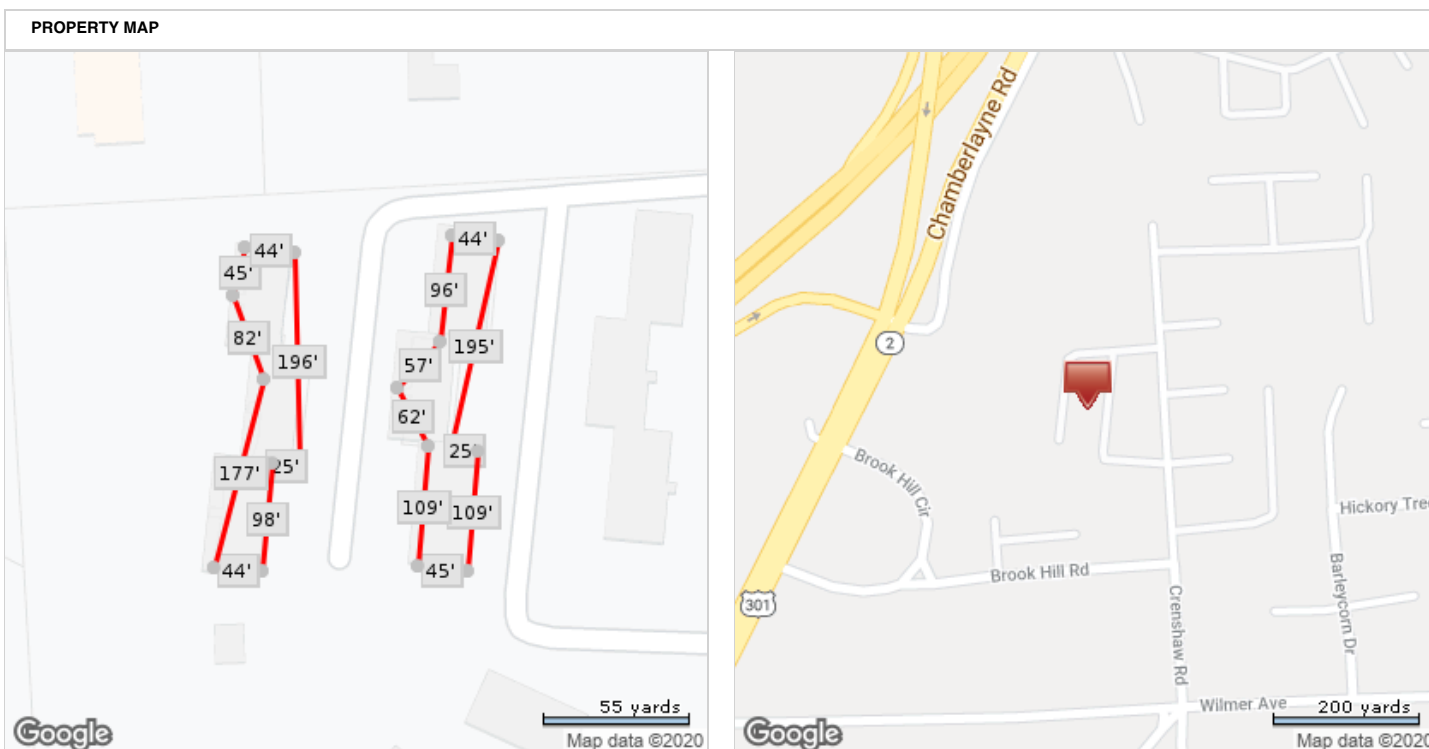 PROPERTY MAP
44'
45'
82'
196'
177'
25'
98'
44'
44'
96'
195'
57'
62'
25'
109'
109'
45'
55 yards
Google
Map data ©2020
Chamberlayne Rd
2
Brook Hill Cir
Hickory Tree
Brook Hill Rd
Barleycorn Dr
301
Crenshaw Rd
Wilmer Ave
200 yards
Google
Map data ©2020